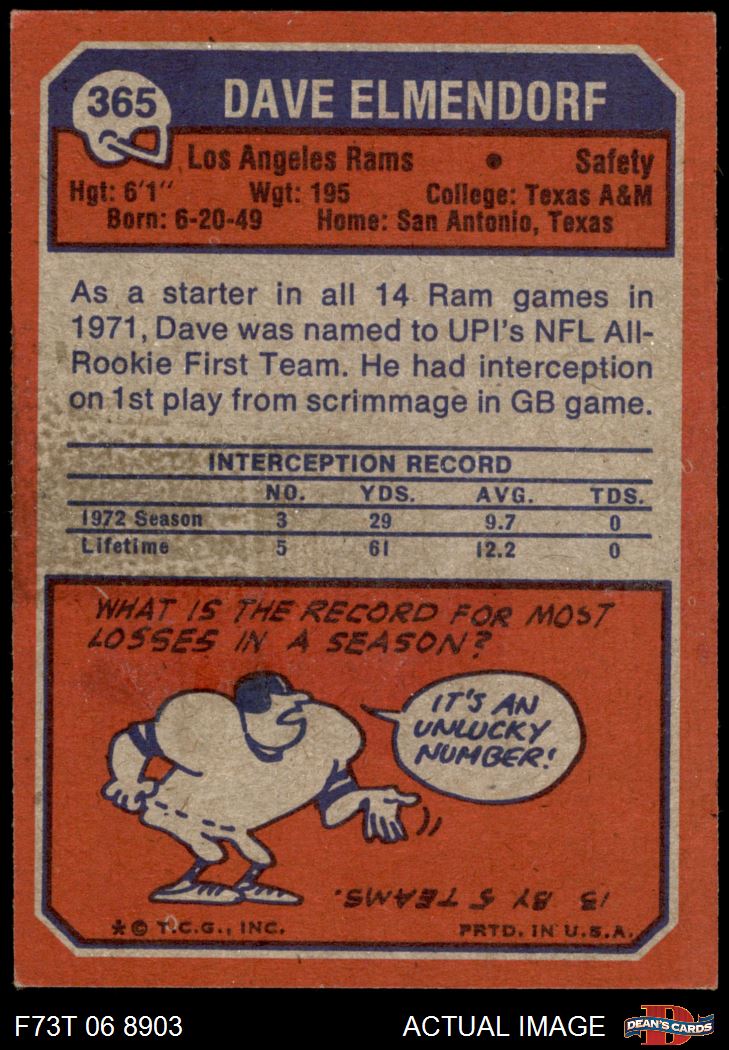 365
DAVE ELMENDORF
Los Angeles Rams • Safety
Hgt: 6'1" Wgt: 195 College: Texas A&M
Born: 6-20-49 Home: San Antonio, Texas
As a starter in all 14 Ram games in
1971, Dave was named to UPI's NFL All-
Rookie First Team. He had interception
on 1st play from scrimmage in GB game.
INTERCEPTION RECORD
NO. YDS. AVG. TDS.
1972 Season 3 29 9.7 0
Lifetime 5 61 12.2 0
WHAT IS THE RECORD FOR MOST
LOSSES IN A SEASON?
IT'S AN
UNLUCKY
NUMBER!
13 BY 5 TEAMS.
*© T.C.G., INC. PRTD. IN U.S.A.
F73T 06 8903 ACTUAL IMAGE
D
DEAN'S CARDS